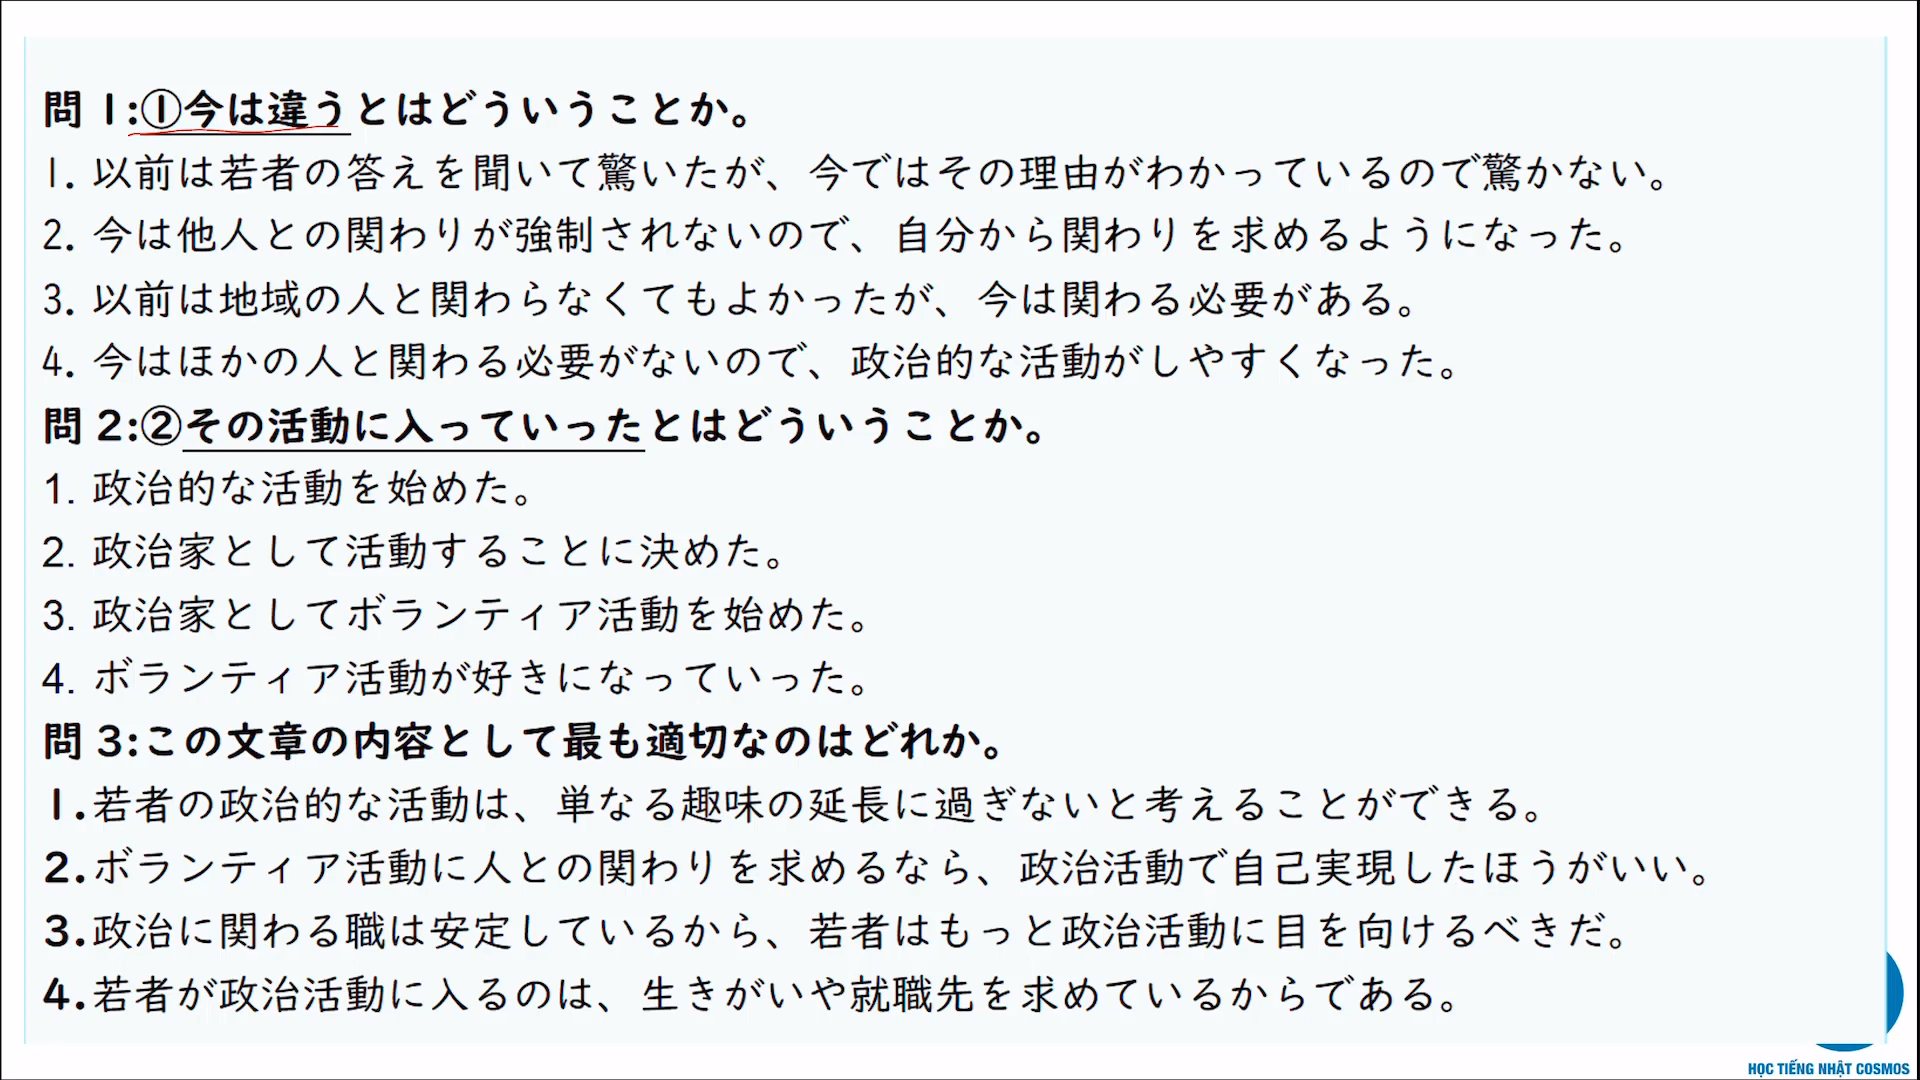 問1:①今は違うとはどういうことか。
1. 以前は若者の答えを聞いて驚いたが、今ではその理由がわかっているので驚かない。
2. 今は他人との関わりが強制されないので、自分から関わりを求めるようになった。
3. 以前は地域の人と関わらなくてもよかったが、今は関わる必要がある。
4. 今はほかの人と関わる必要がないので、政治的な活動がしやすくなった。
問2:②その活動に入っていったとはどういうことか。
1. 政治的な活動を始めた。
2. 政治家として活動することに決めた。
3. 政治家としてボランティア活動を始めた。
4. ボランティア活動が好きになっていった。
問3:この文章の内容として最も適切なのはどれか。
1.若者の政治的な活動は、単なる趣味の延長に過ぎないと考えることができる。
2.ボランティア活動に人との関わりを求めるなら、政治活動で自己実現したほうがいい。
3.政治に関わる職は安定しているから、若者はもっと政治活動に目を向けるべきだ。
4.若者が政治活動に入るのは、生きがいや就職先を求めているからである。
HỌC TIẾNG NHẬT COSMOS